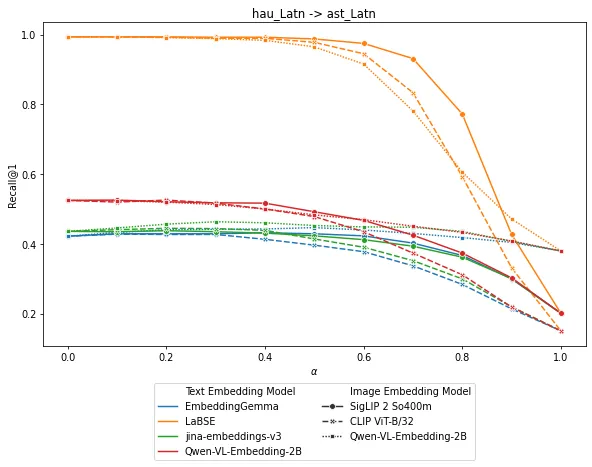 hau_Latn -> ast_Latn
Recall@1
1.0
0.8
0.6
0.4
0.2
0.0 0.2 0.4 0.6 0.8 1.0
α
Text Embedding Model Image Embedding Model
EmbeddingGemma SigLIP 2 So400m
LaBSE CLIP ViT-B/32
jina-embeddings-v3 Qwen-VL-Embedding-2B
Qwen-VL-Embedding-2B